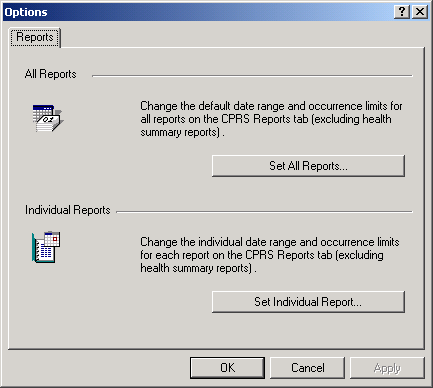 Options
Reports
All Reports
Change the default date range and occurrence limits for
all reports on the CPRS Reports tab (excluding health
summary reports) .
Set All Reports...
Individual Reports
Change the individual date range and occurrence limits
for each report on the CPRS Reports tab (excluding
health summary reports) .
Set Individual Report...
OK Cancel Apply